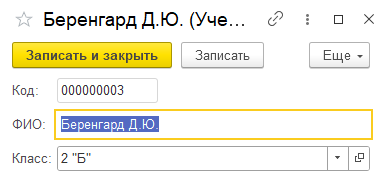 Беренгард Д.Ю. (Уче...
Записать и закрыть Записать Еще
Код: 000000003
ФИО: Беренгард Д.Ю.
Класс: 2 "Б"